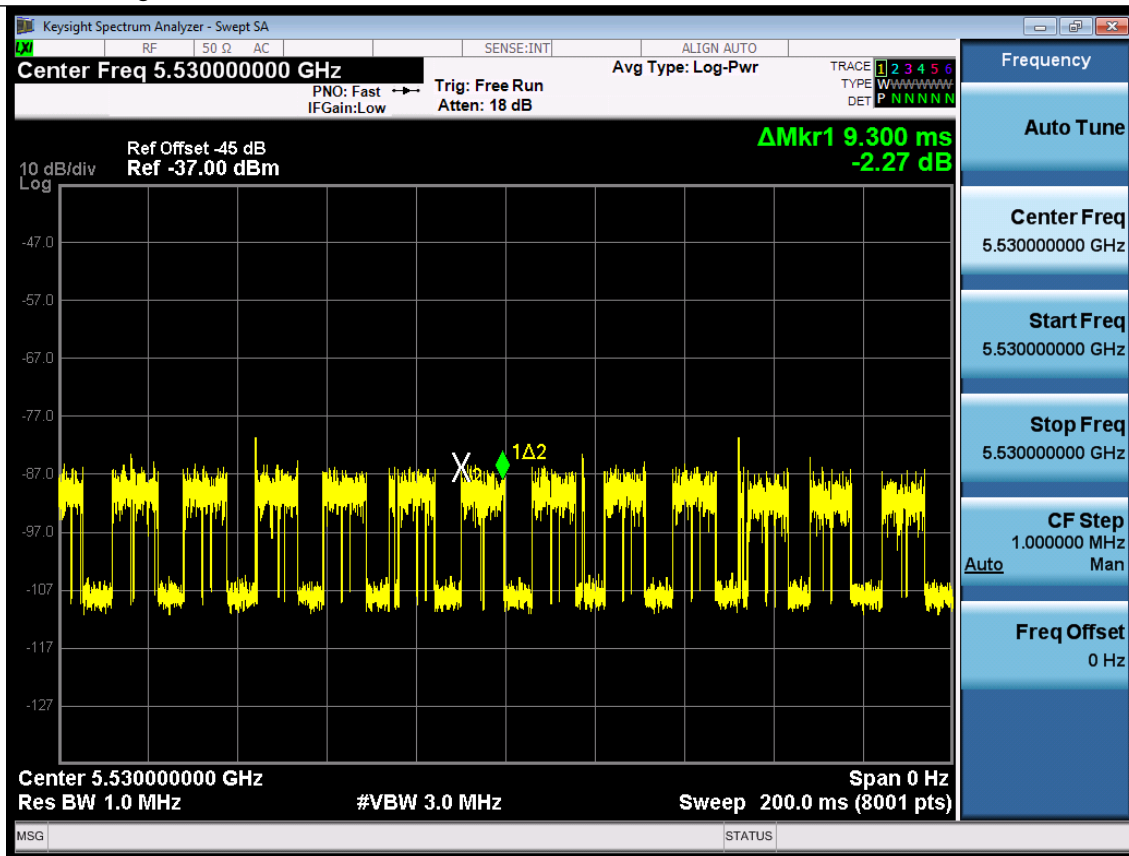 Keysight Spectrum Analyzer - Swept SA
LXI RF 50 Ω AC SENSE:INT ALIGN AUTO
Center Freq 5.530000000 GHz
PNO: Fast
IFGain:Low
Trig: Free Run
Atten: 18 dB
Avg Type: Log-Pwr
TRACE 1 2 3 4 5 6
TYPE WWWWWW
DET P N N N N N
ΔMkr1 9.300 ms
-2.27 dB
Ref Offset -45 dB
10 dB/div Ref -37.00 dBm
Log
-47.0
-57.0
-67.0
-77.0
-87.0
-97.0
-107
-117
-127
1Δ2
Center 5.530000000 GHz Span 0 Hz
Res BW 1.0 MHz #VBW 3.0 MHz Sweep 200.0 ms (8001 pts)
MSG STATUS
Frequency
Auto Tune
Center Freq
5.530000000 GHz
Start Freq
5.530000000 GHz
Stop Freq
5.530000000 GHz
CF Step
1.000000 MHz
Auto Man
Freq Offset
0 Hz